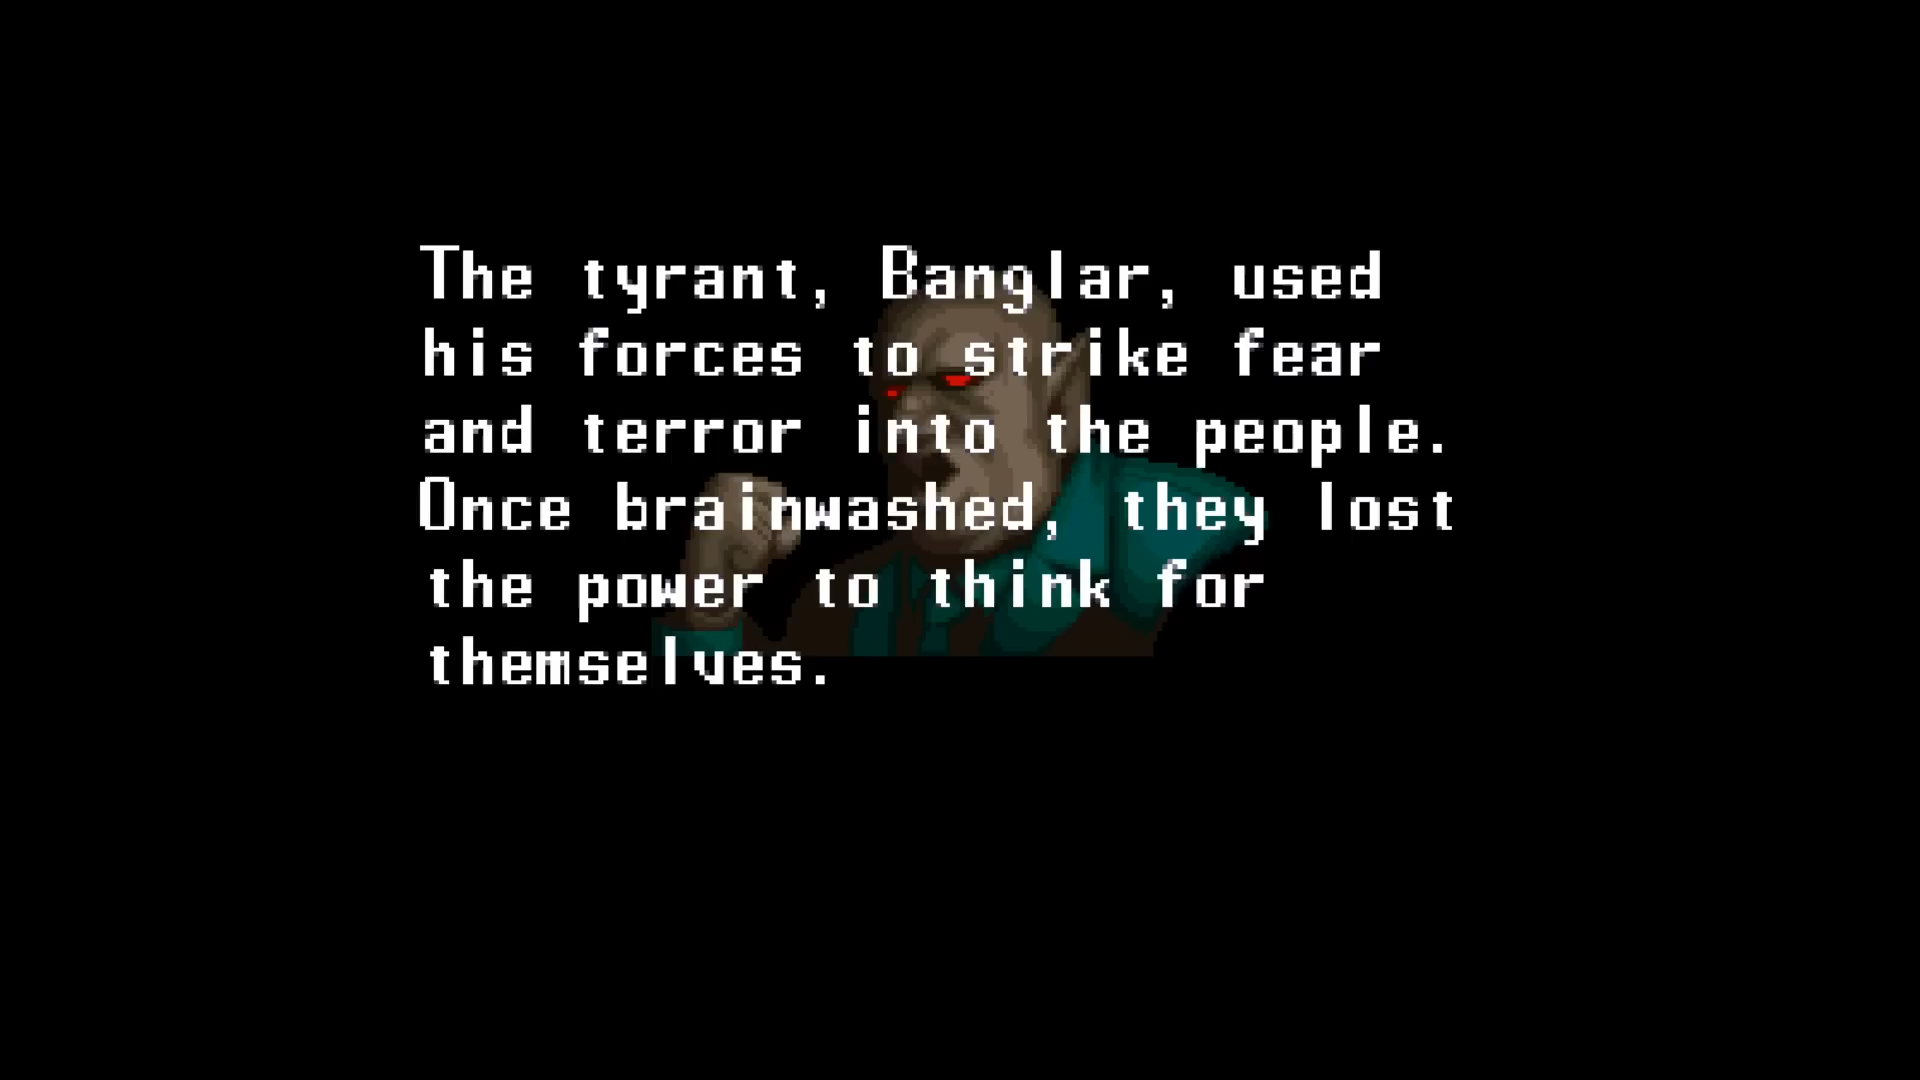 The tyrant, Banglar, used
his forces to strike fear
and terror into the people.
Once brainwashed, they lost
the power to think for
themselves.